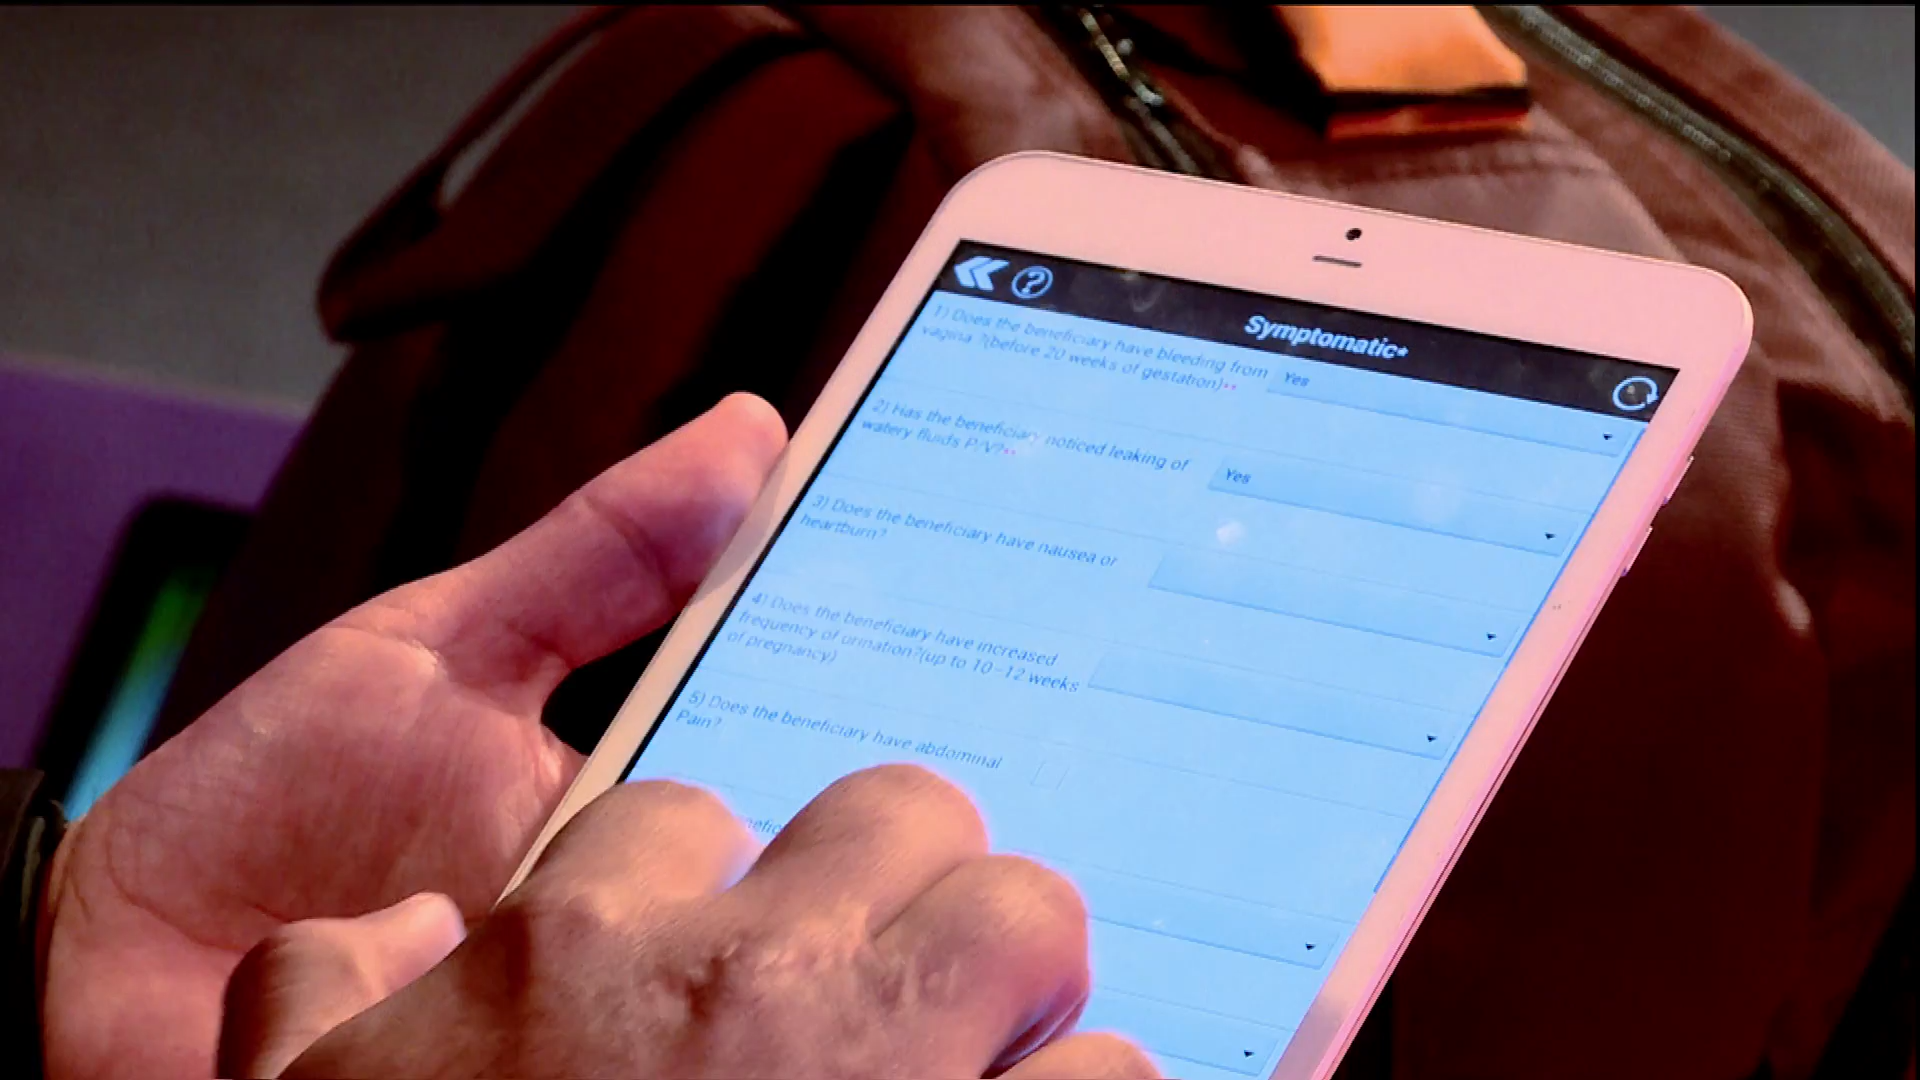 Symptomatic*
1) Does the beneficiary have bleeding from
vagina ?(before 20 weeks of gestation)**
Yes
2) Has the beneficiary noticed leaking of
watery fluids P/V?**
Yes
3) Does the beneficiary have nausea or
heartburn?
4) Does the beneficiary have increased
frequency of urination?(up to 10-12 weeks
of pregnancy)
5) Does the beneficiary have abdominal
Pain?